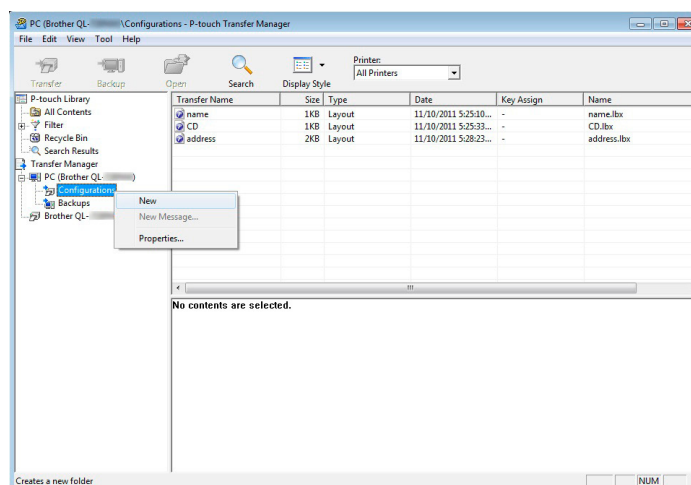 PC (Brother QL- \Configurations - P-touch Transfer Manager
File Edit View Tool Help
Transfer Backup Open Search Display Style
Printer:
All Printers
P-touch Library
All Contents
Filter
Recycle Bin
Search Results
Transfer Manager
PC (Brother QL- )
Configurations
Backups
Brother QL-
New
New Message...
Properties...
Transfer Name Size Type Date Key Assign Name
name 1KB Layout 11/10/2011 5:25:10... - name.lbx
CD 1KB Layout 11/10/2011 5:25:33... - CD.lbx
address 2KB Layout 11/10/2011 5:28:23... - address.lbx
No contents are selected.
Creates a new folder NUM